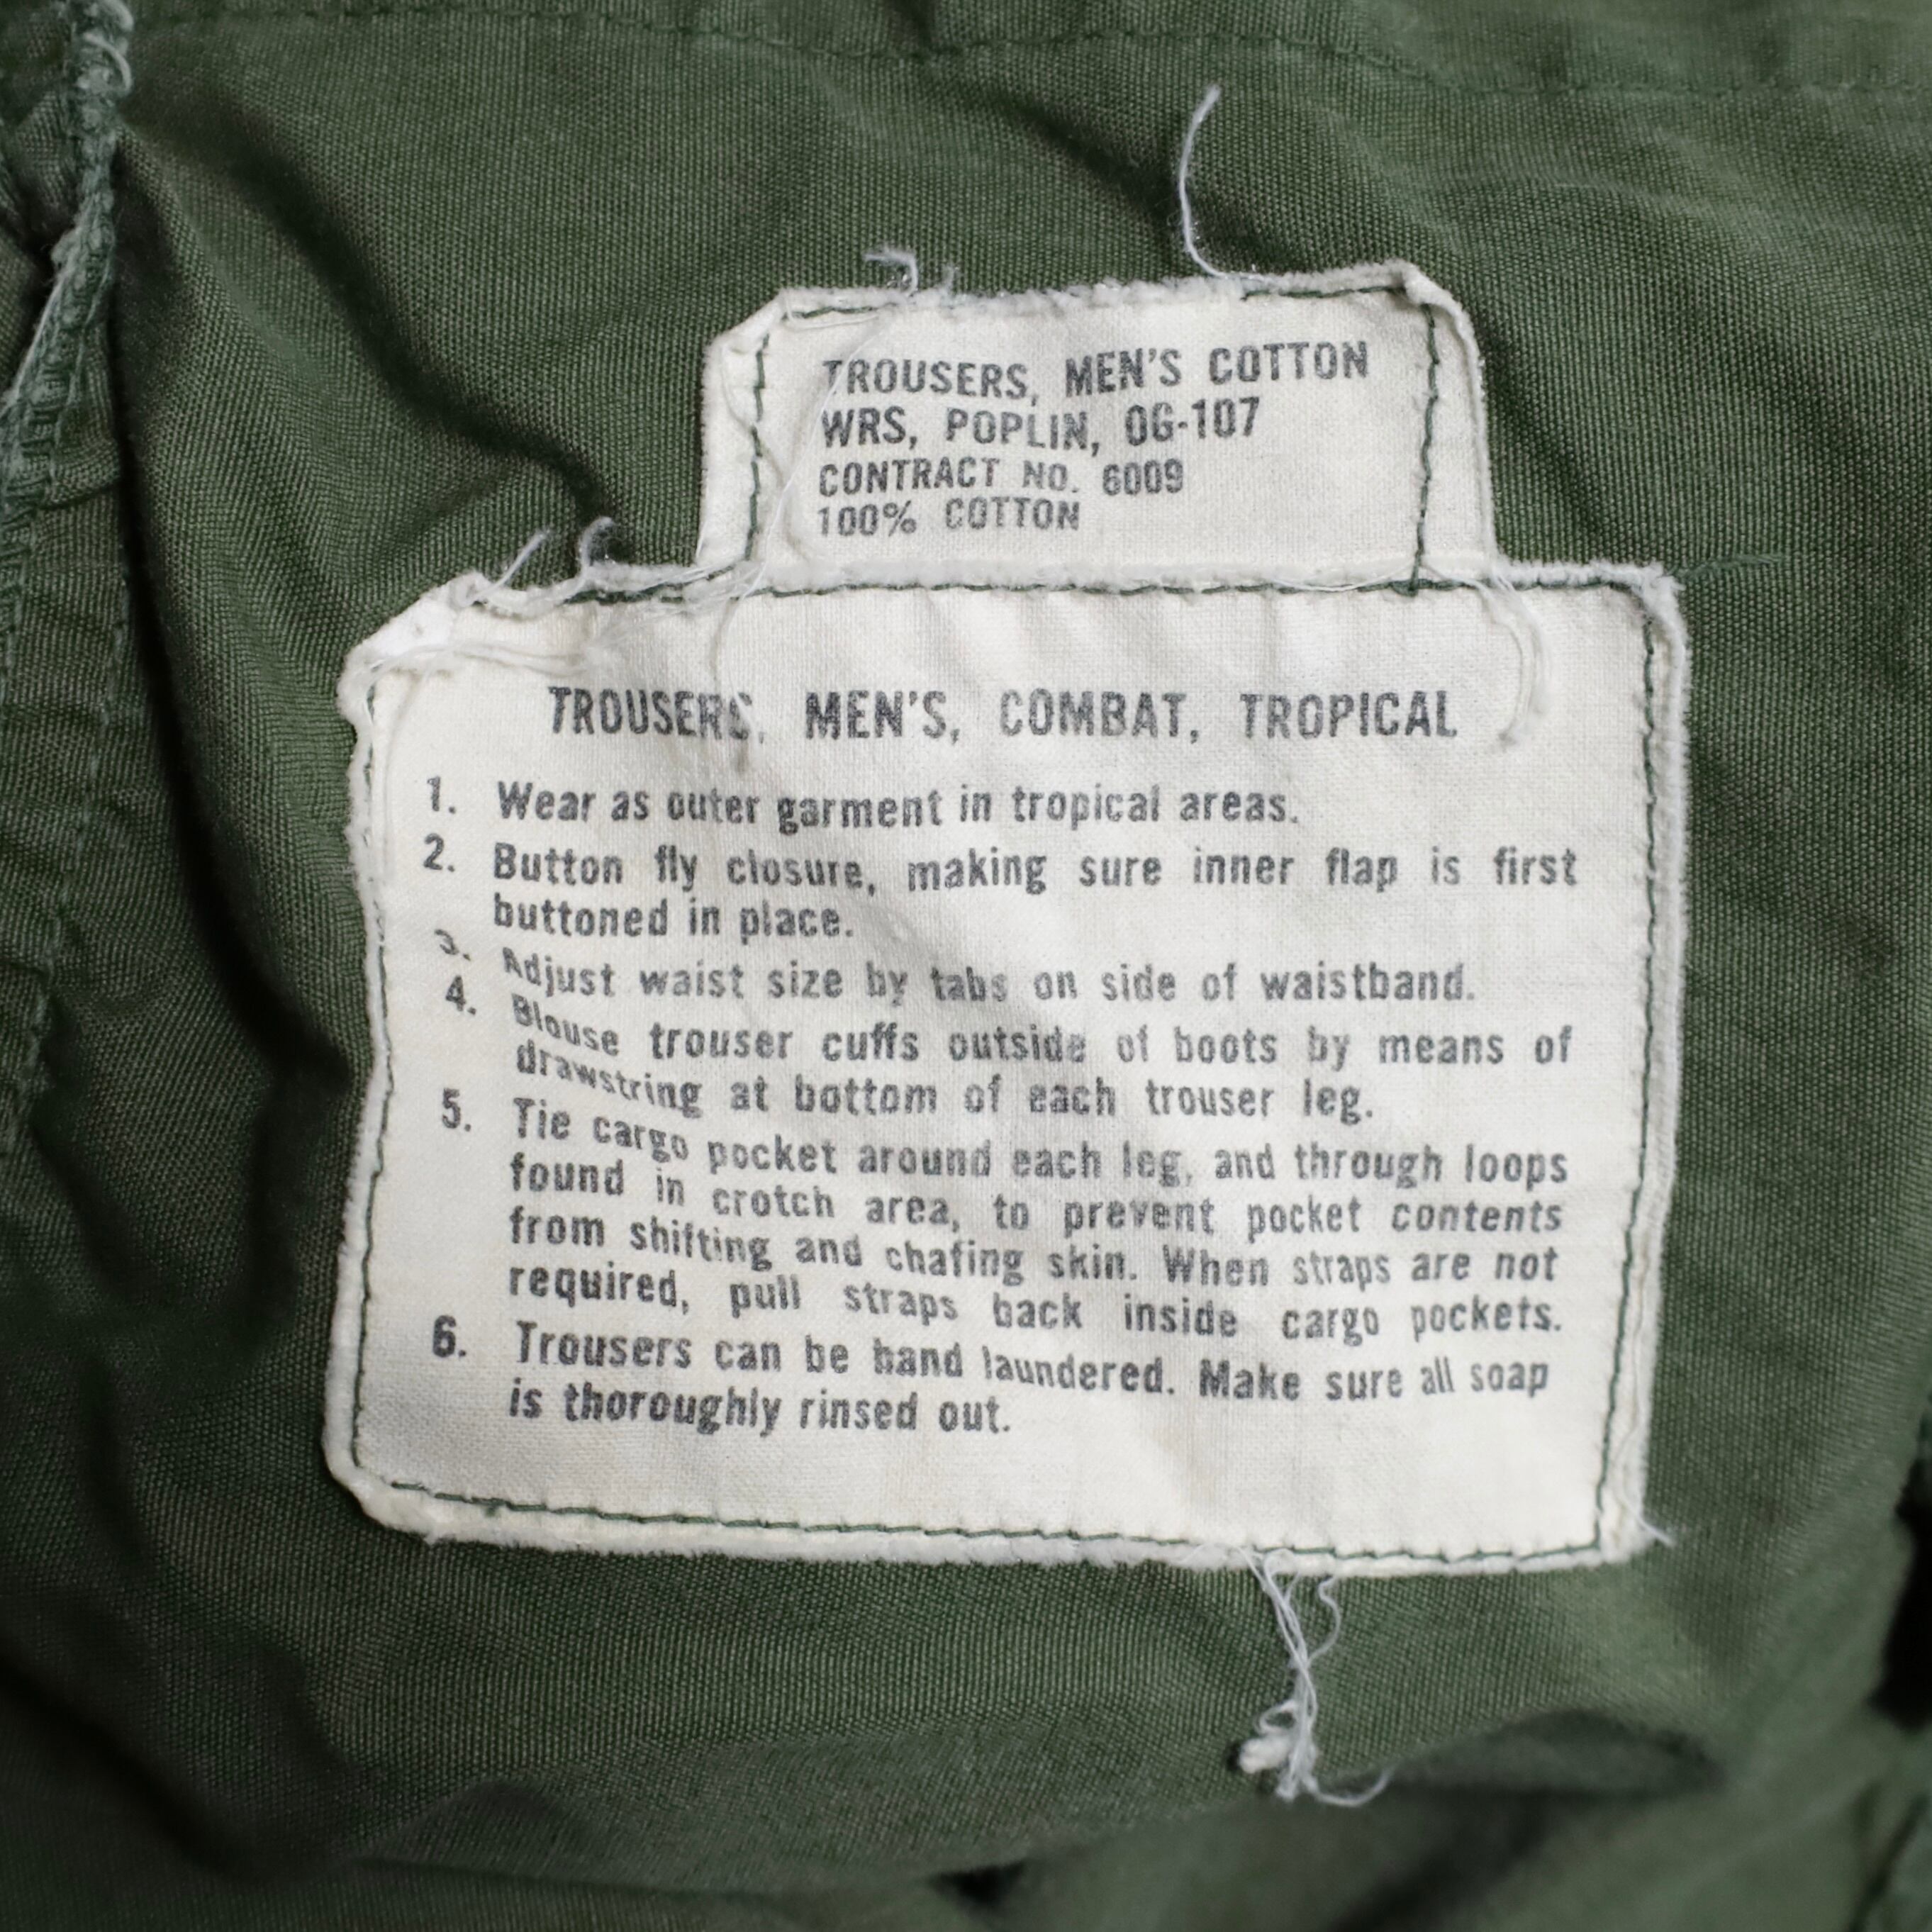 TROUSERS, MEN'S COTTON
WRS, POPLIN, OG-107
CONTRACT NO. 6009
100% COTTON
TROUSERS, MEN'S, COMBAT, TROPICAL
1. Wear as outer garment in tropical areas.
2. Button fly closure, making sure inner flap is first
buttoned in place.
3. Adjust waist size by tabs on side of waistband.
4. Blouse trouser cuffs outside of boots by means of
drawstring at bottom of each trouser leg.
5. Tie cargo pocket around each leg, and through loops
found in crotch area, to prevent pocket contents
from shifting and chafing skin. When straps are not
required, pull straps back inside cargo pockets.
6. Trousers can be hand laundered. Make sure all soap
is thoroughly rinsed out.